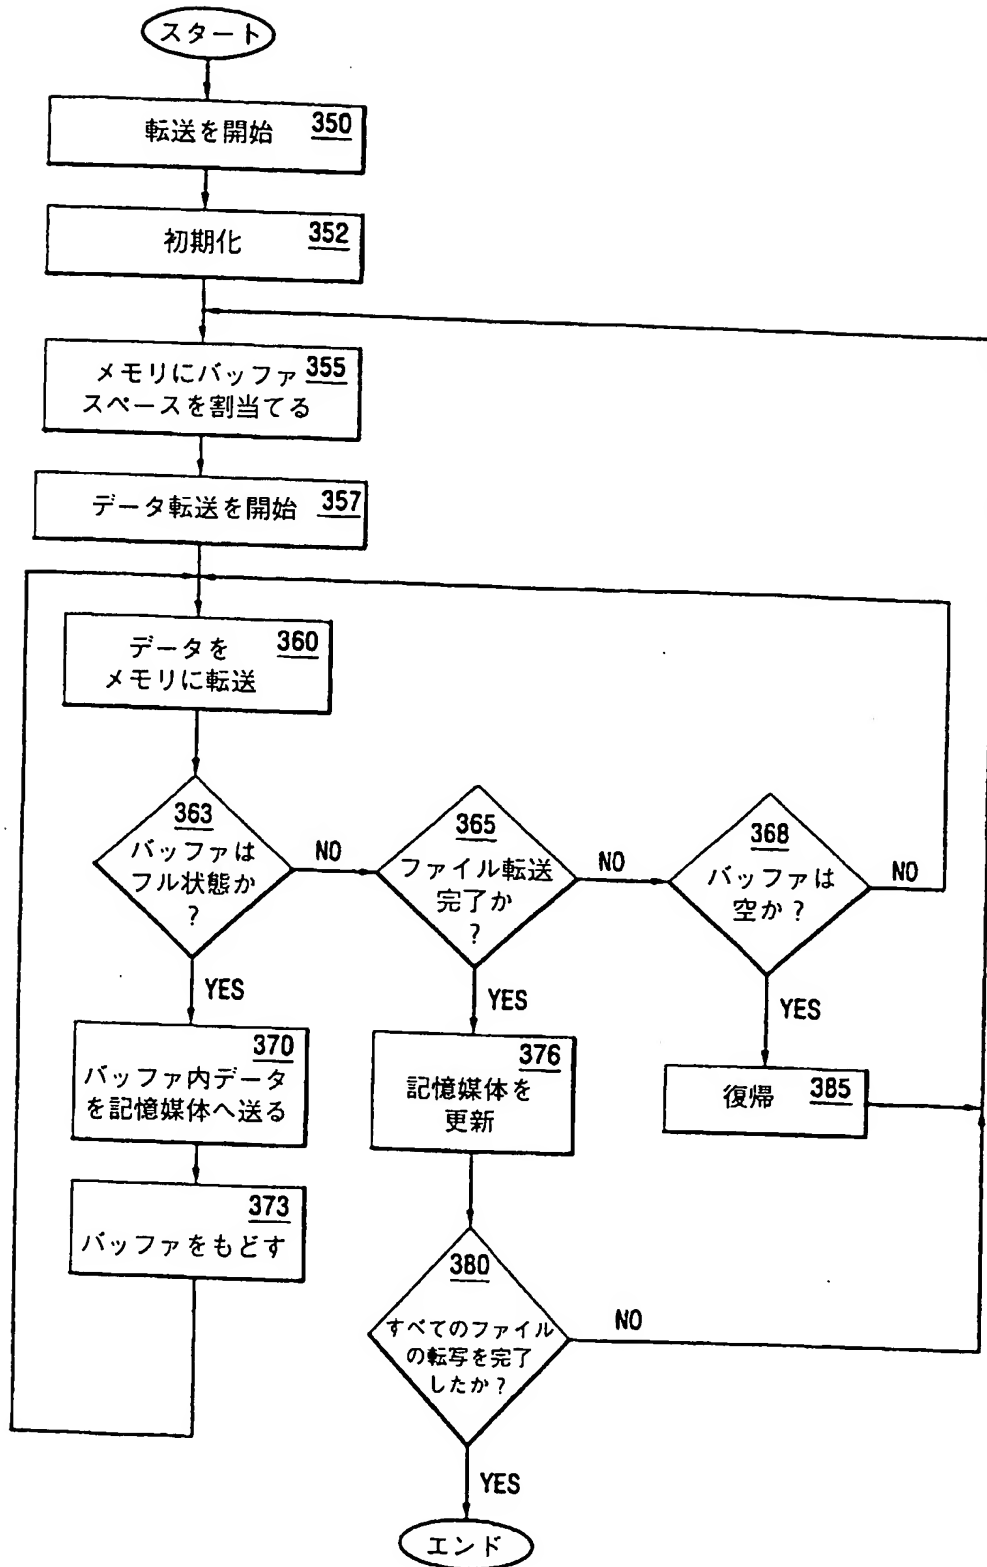 スタート
転送を開始 350
初期化 352
メモリにバッファ 355
スペースを割当てる
データ転送を開始 357
データを 360
メモリに転送
363
バッファは
フル状態か
?
NO
365
ファイル転送
完了か
?
NO
368
バッファは
空か?
NO
YES
YES
YES
370
バッファ内データ
を記憶媒体へ送る
376
記憶媒体を
更新
復帰 385
373
バッファをもどす
380
すべてのファイル
の転写を完了
したか?
NO
YES
エンド